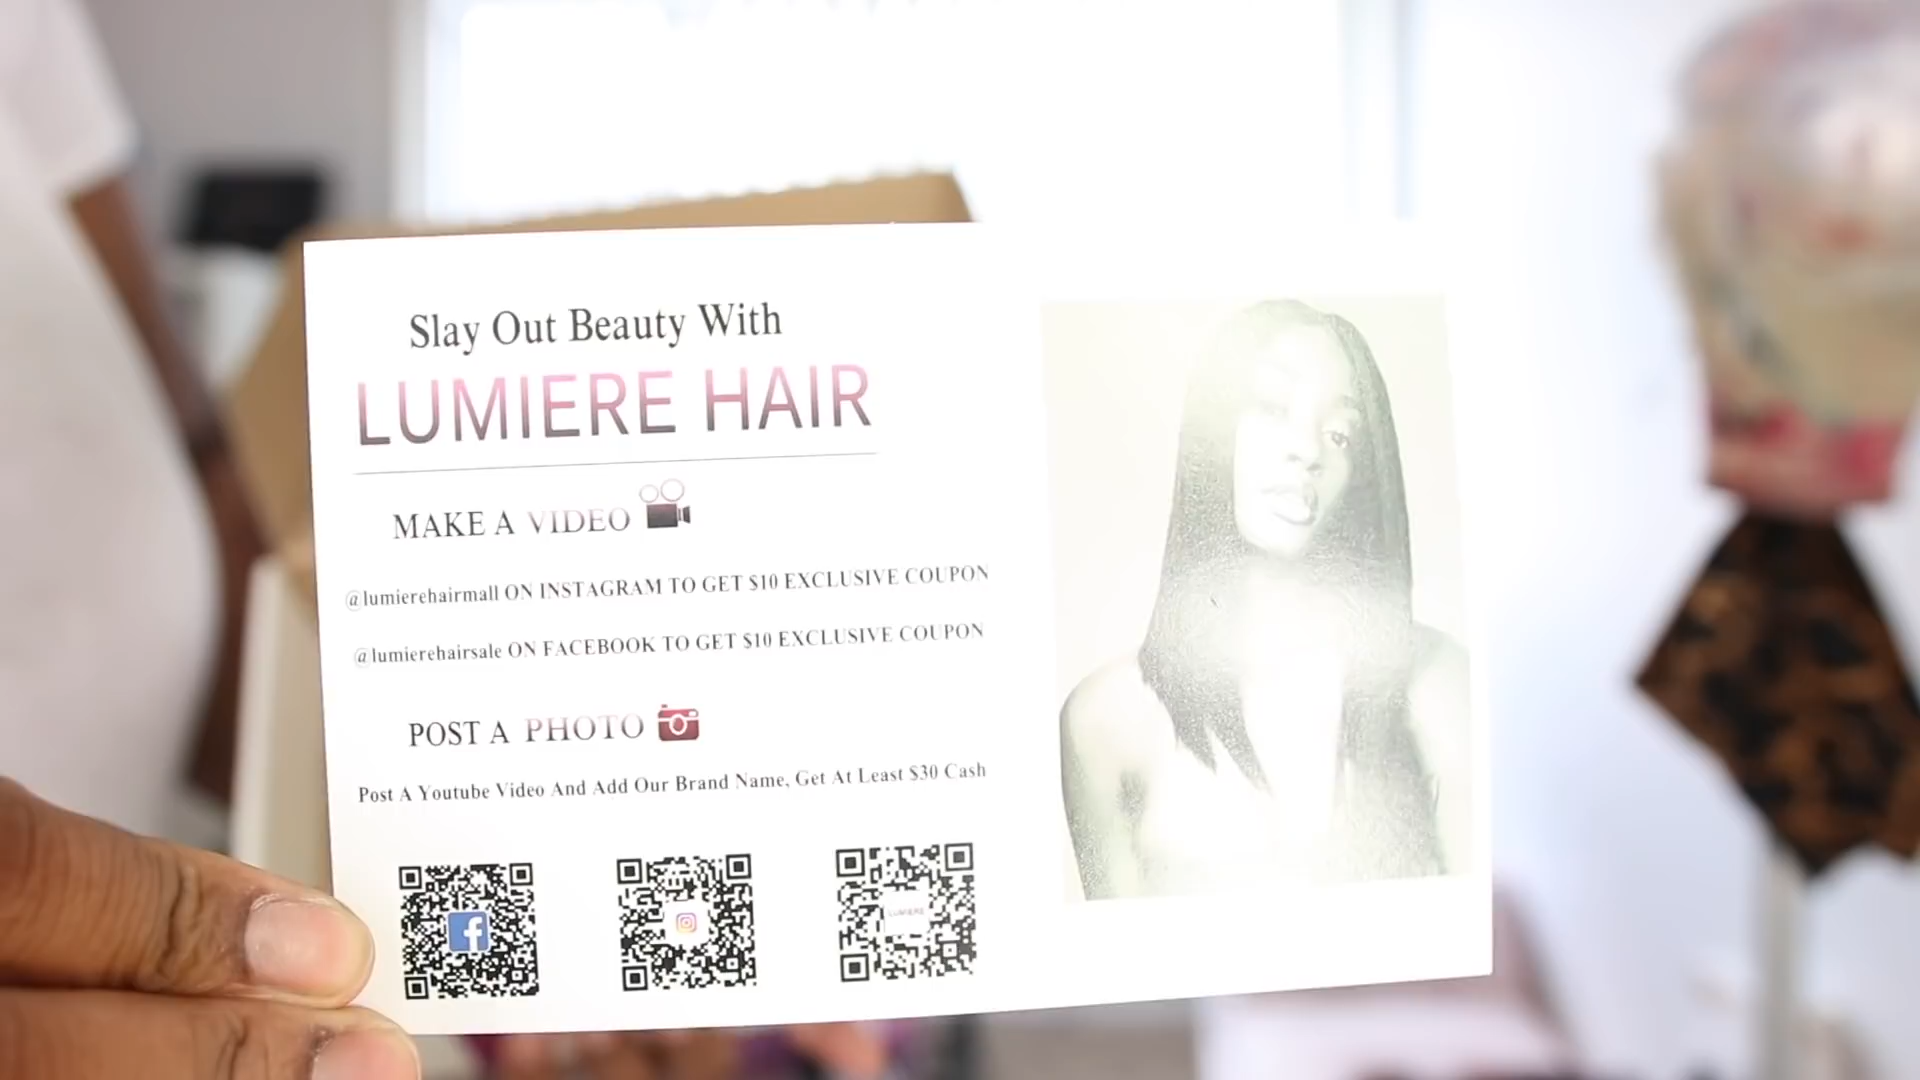 Slay Out Beauty With
LUMIERE HAIR
MAKE A VIDEO
@lumierehairmall ON INSTAGRAM TO GET $10 EXCLUSIVE COUPON
@lumierehairsale ON FACEBOOK TO GET $10 EXCLUSIVE COUPON
POST A PHOTO
Post A Youtube Video And Add Our Brand Name, Get At Least $30 Cash
LUMIERE